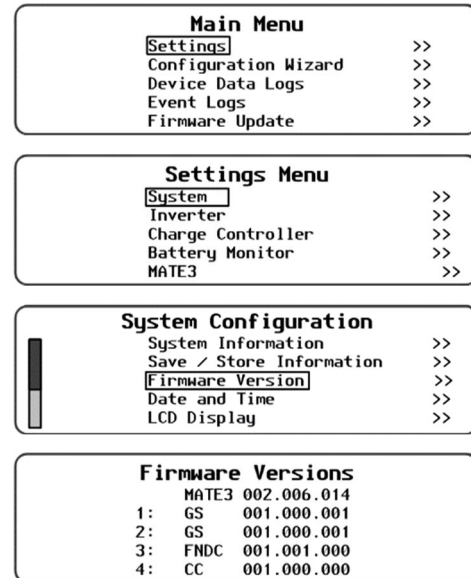 Main Menu
Settings >>
Configuration Wizard >>
Device Data Logs >>
Event Logs >>
Firmware Update >>
Settings Menu
System >>
Inverter >>
Charge Controller >>
Battery Monitor >>
MATE3 >>
System Configuration
System Information >>
Save / Store Information >>
Firmware Version >>
Date and Time >>
LCD Display >>
Firmware Versions
MATE3 002.006.014
1: GS 001.000.001
2: GS 001.000.001
3: FNDC 001.001.000
4: CC 001.000.000